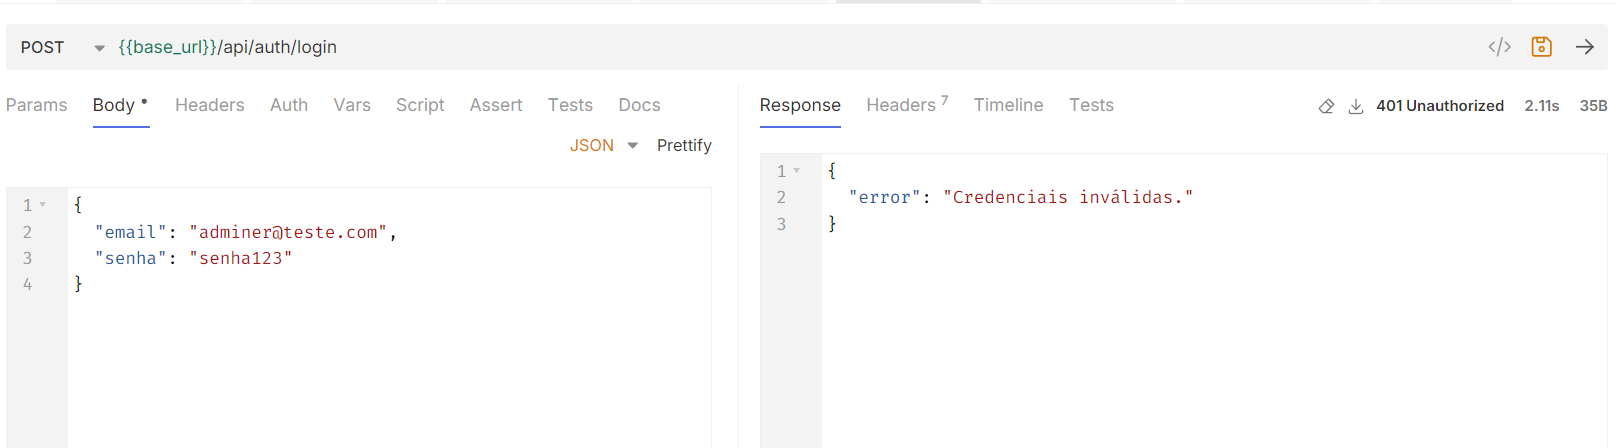 POST {{base_url}}/api/auth/login </>
Params Body Headers Auth Vars Script Assert Tests Docs
JSON Prettify
1 {
2 "email": "adminer@teste.com",
3 "senha": "senha123"
4 }
Response Headers 7 Timeline Tests 401 Unauthorized 2.11s 35B
1 {
2 "error": "Credenciais inválidas."
3 }